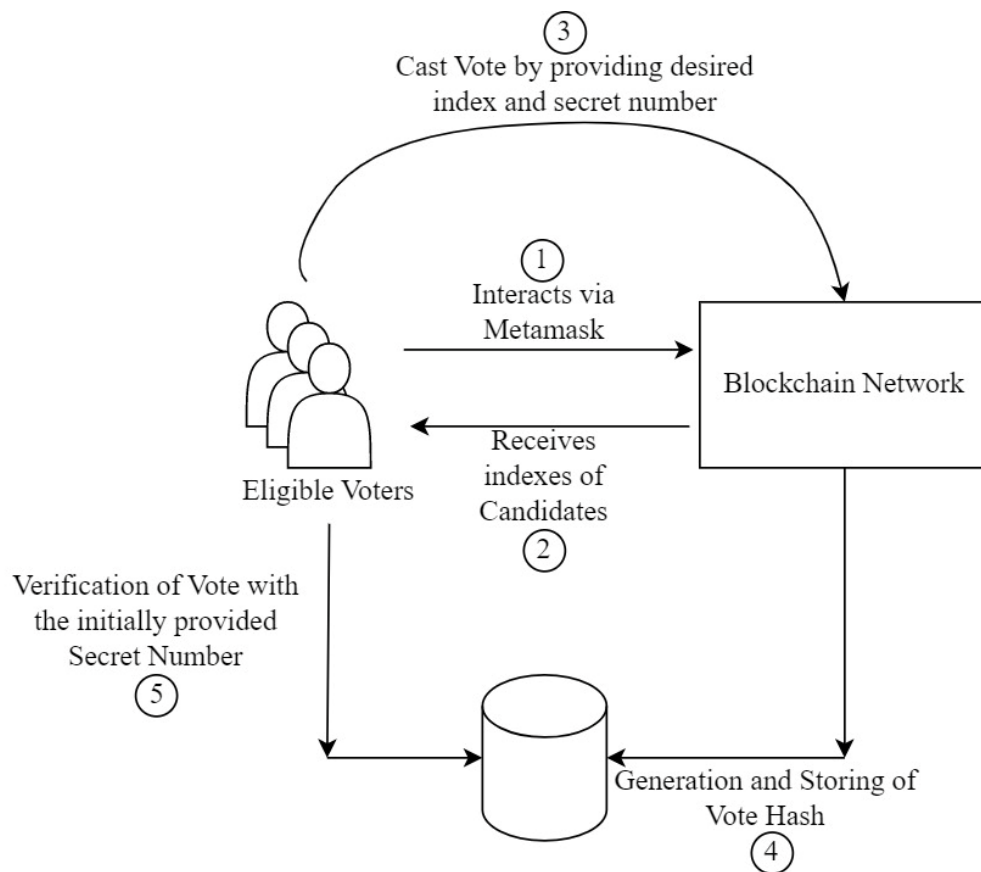 3
Cast Vote by providing desired
index and secret number
1
Interacts via
Metamask
Blockchain Network
Receives
indexes of
Candidates
2
Eligible Voters
Verification of Vote with
the initially provided
Secret Number
5
Generation and Storing of
Vote Hash
4